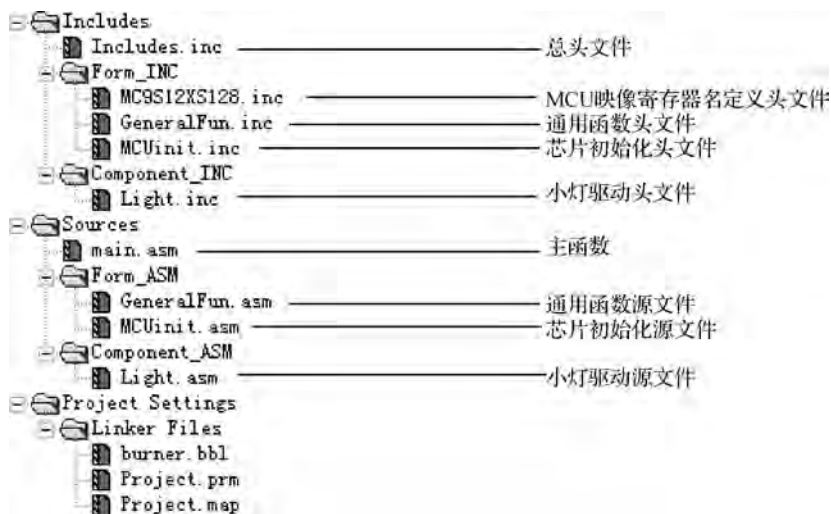 Includes
Includes.inc 总头文件
Form_INC
MC9S12XS128.inc MCU映像寄存器名定义头文件
GeneralFun.inc 通用函数头文件
MCUinit.inc 芯片初始化头文件
Component_INC
Light.inc 小灯驱动头文件
Sources
main.asm 主函数
Form_ASM
GeneralFun.asm 通用函数源文件
MCUinit.asm 芯片初始化源文件
Component_ASM
Light.asm 小灯驱动源文件
Project Settings
Linker Files
burner.bbl
Project.prm
Project.map